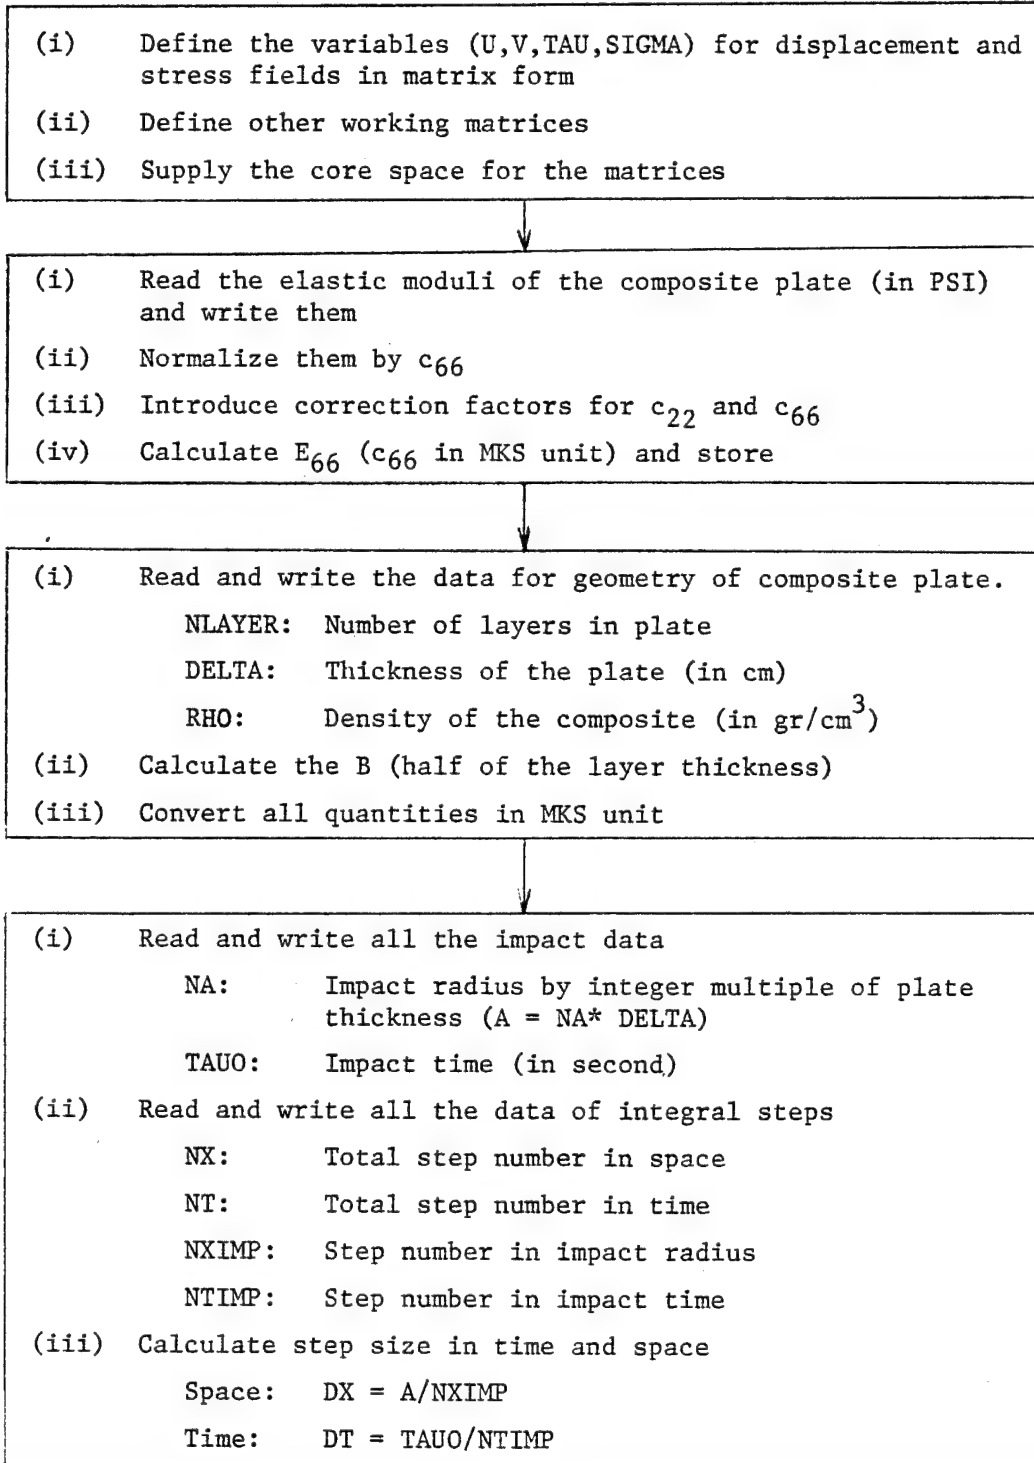 (i) Define the variables (U,V,TAU,SIGMA) for displacement and
stress fields in matrix form
(ii) Define other working matrices
(iii) Supply the core space for the matrices
(i) Read the elastic moduli of the composite plate (in PSI)
and write them
(ii) Normalize them by c66
(iii) Introduce correction factors for c22 and c66
(iv) Calculate E66 (c66 in MKS unit) and store
(i) Read and write the data for geometry of composite plate.
NLAYER: Number of layers in plate
DELTA: Thickness of the plate (in cm)
RHO: Density of the composite (in gr/cm3)
(ii) Calculate the B (half of the layer thickness)
(iii) Convert all quantities in MKS unit
(i) Read and write all the impact data
NA: Impact radius by integer multiple of plate
thickness (A = NA* DELTA)
TAUO: Impact time (in second)
(ii) Read and write all the data of integral steps
NX: Total step number in space
NT: Total step number in time
NXIMP: Step number in impact radius
NTIMP: Step number in impact time
(iii) Calculate step size in time and space
Space: DX = A/NXIMP
Time: DT = TAUO/NTIMP